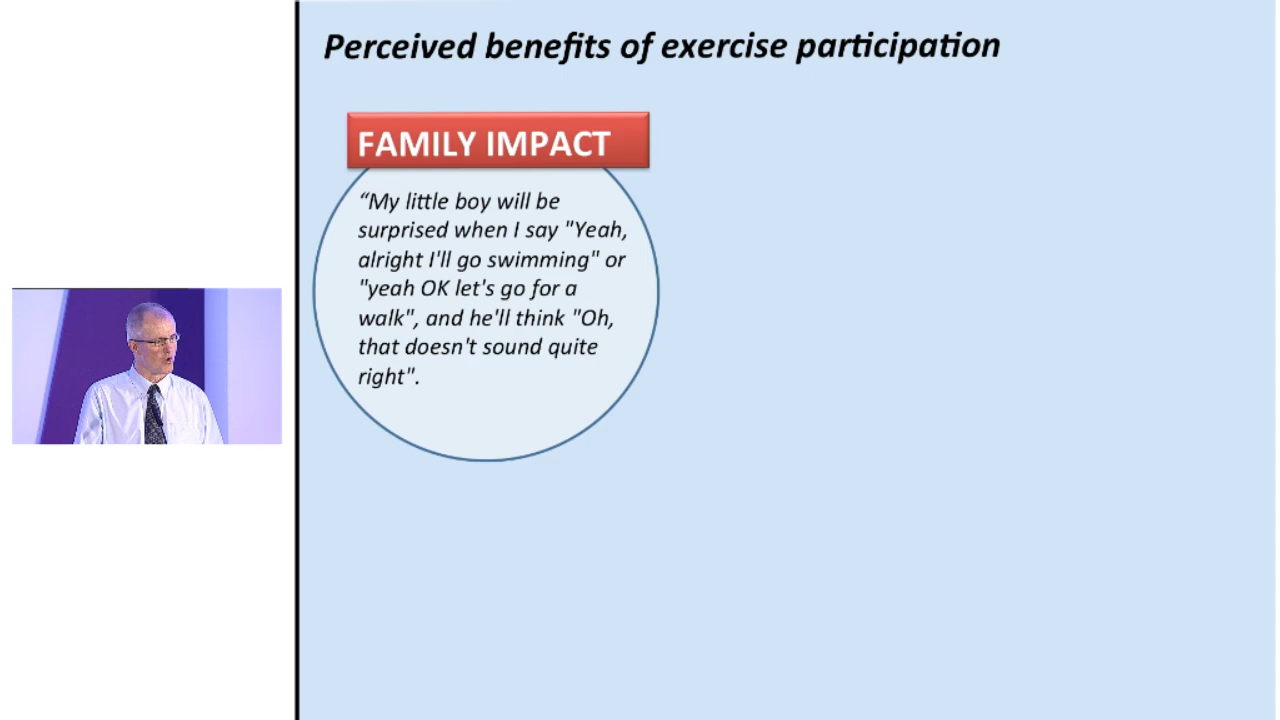 Perceived benefits of exercise participation
FAMILY IMPACT
“My little boy will be
surprised when I say "Yeah,
alright I'll go swimming" or
"yeah OK let's go for a
walk", and he'll think "Oh,
that doesn't sound quite
right".